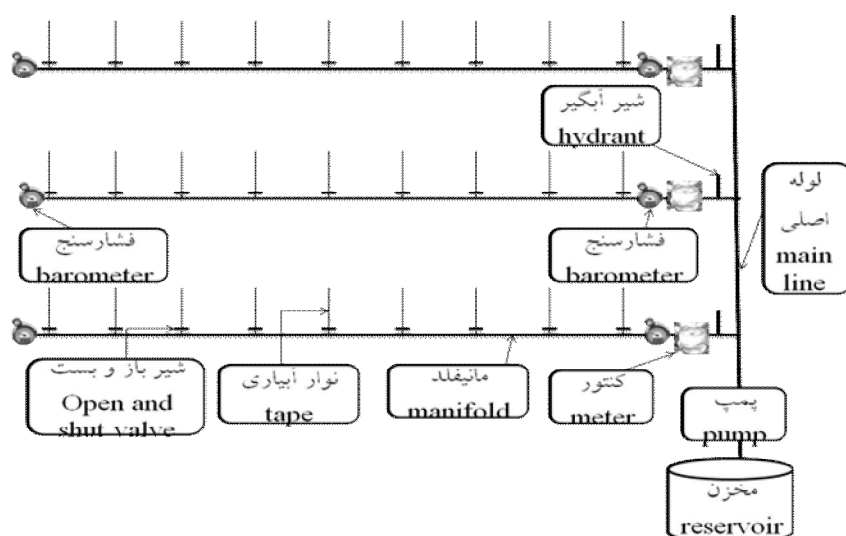 شیر آبگیر
hydrant
لوله
اصلی
main
line
فشارسنج
barometer
فشارسنج
barometer
شیر باز و بست
Open and
shut valve
نوار آبیاری
tape
مانیفلد
manifold
کنتور
meter
پمپ
pump
مخزن
reservoir